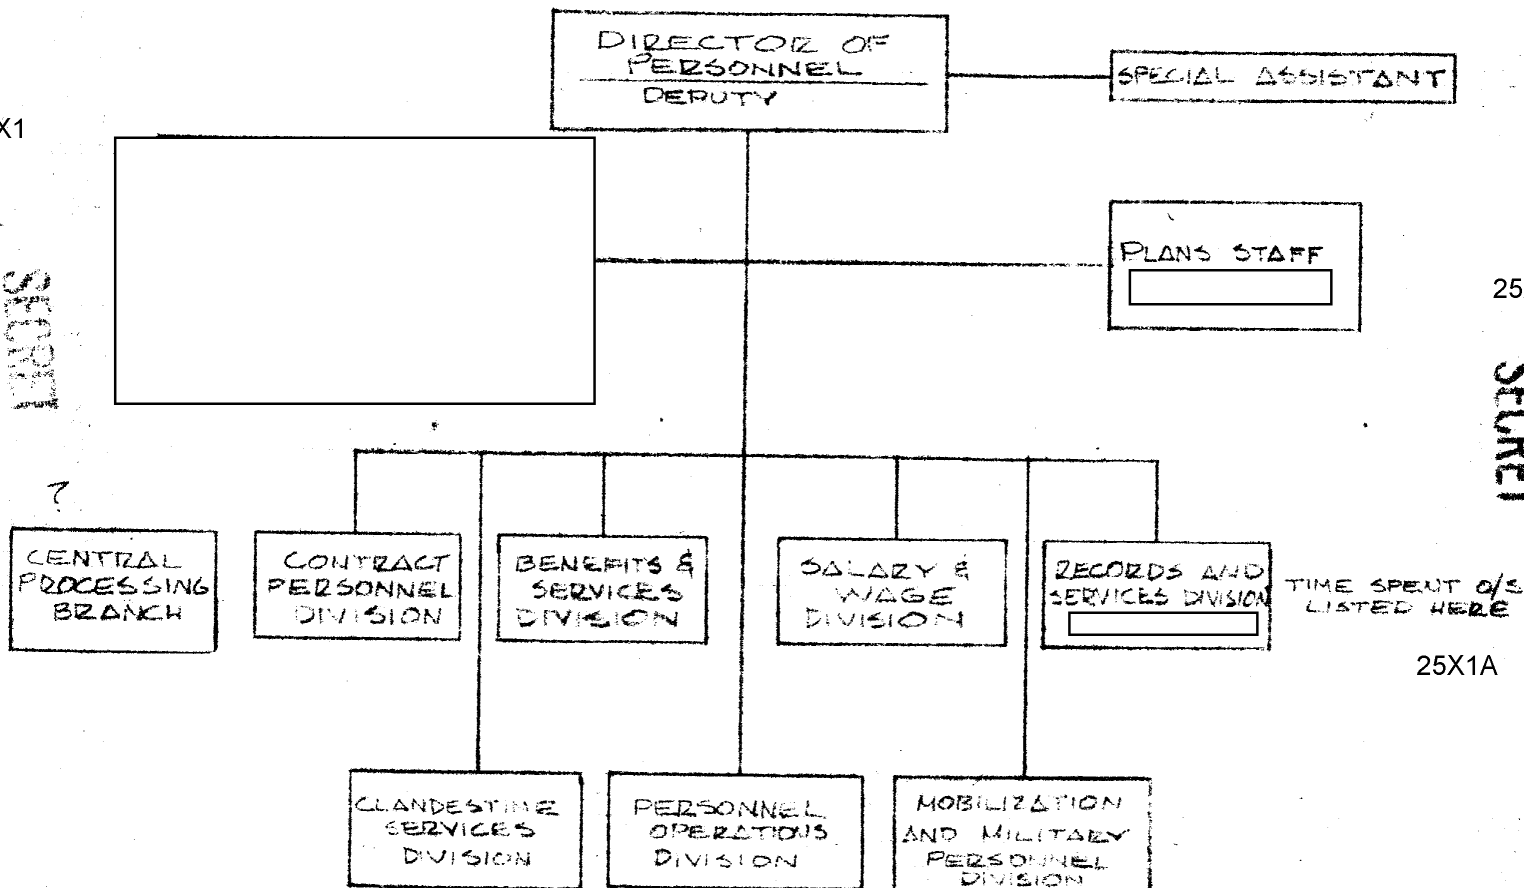 DIRECTOR OF
PERSONNEL
DEPUTY
SPECIAL ASSISTANT
X1
PLANS STAFF
25
SECRET
SECRET
?
CENTRAL
PROCESSING
BRANCH
CONTRACT
PERSONNEL
DIVISION
BENEFITS &
SERVICES
DIVISION
SALARY &
WAGE
DIVISION
RECORDS AND
SERVICES DIVISION
TIME SPENT O/S
LISTED HERE
25X1A
CLANDESTINE
SERVICES
DIVISION
PERSONNEL
OPERATIONS
DIVISION
MOBILIZATION
AND MILITARY
PERSONNEL
DIVISION